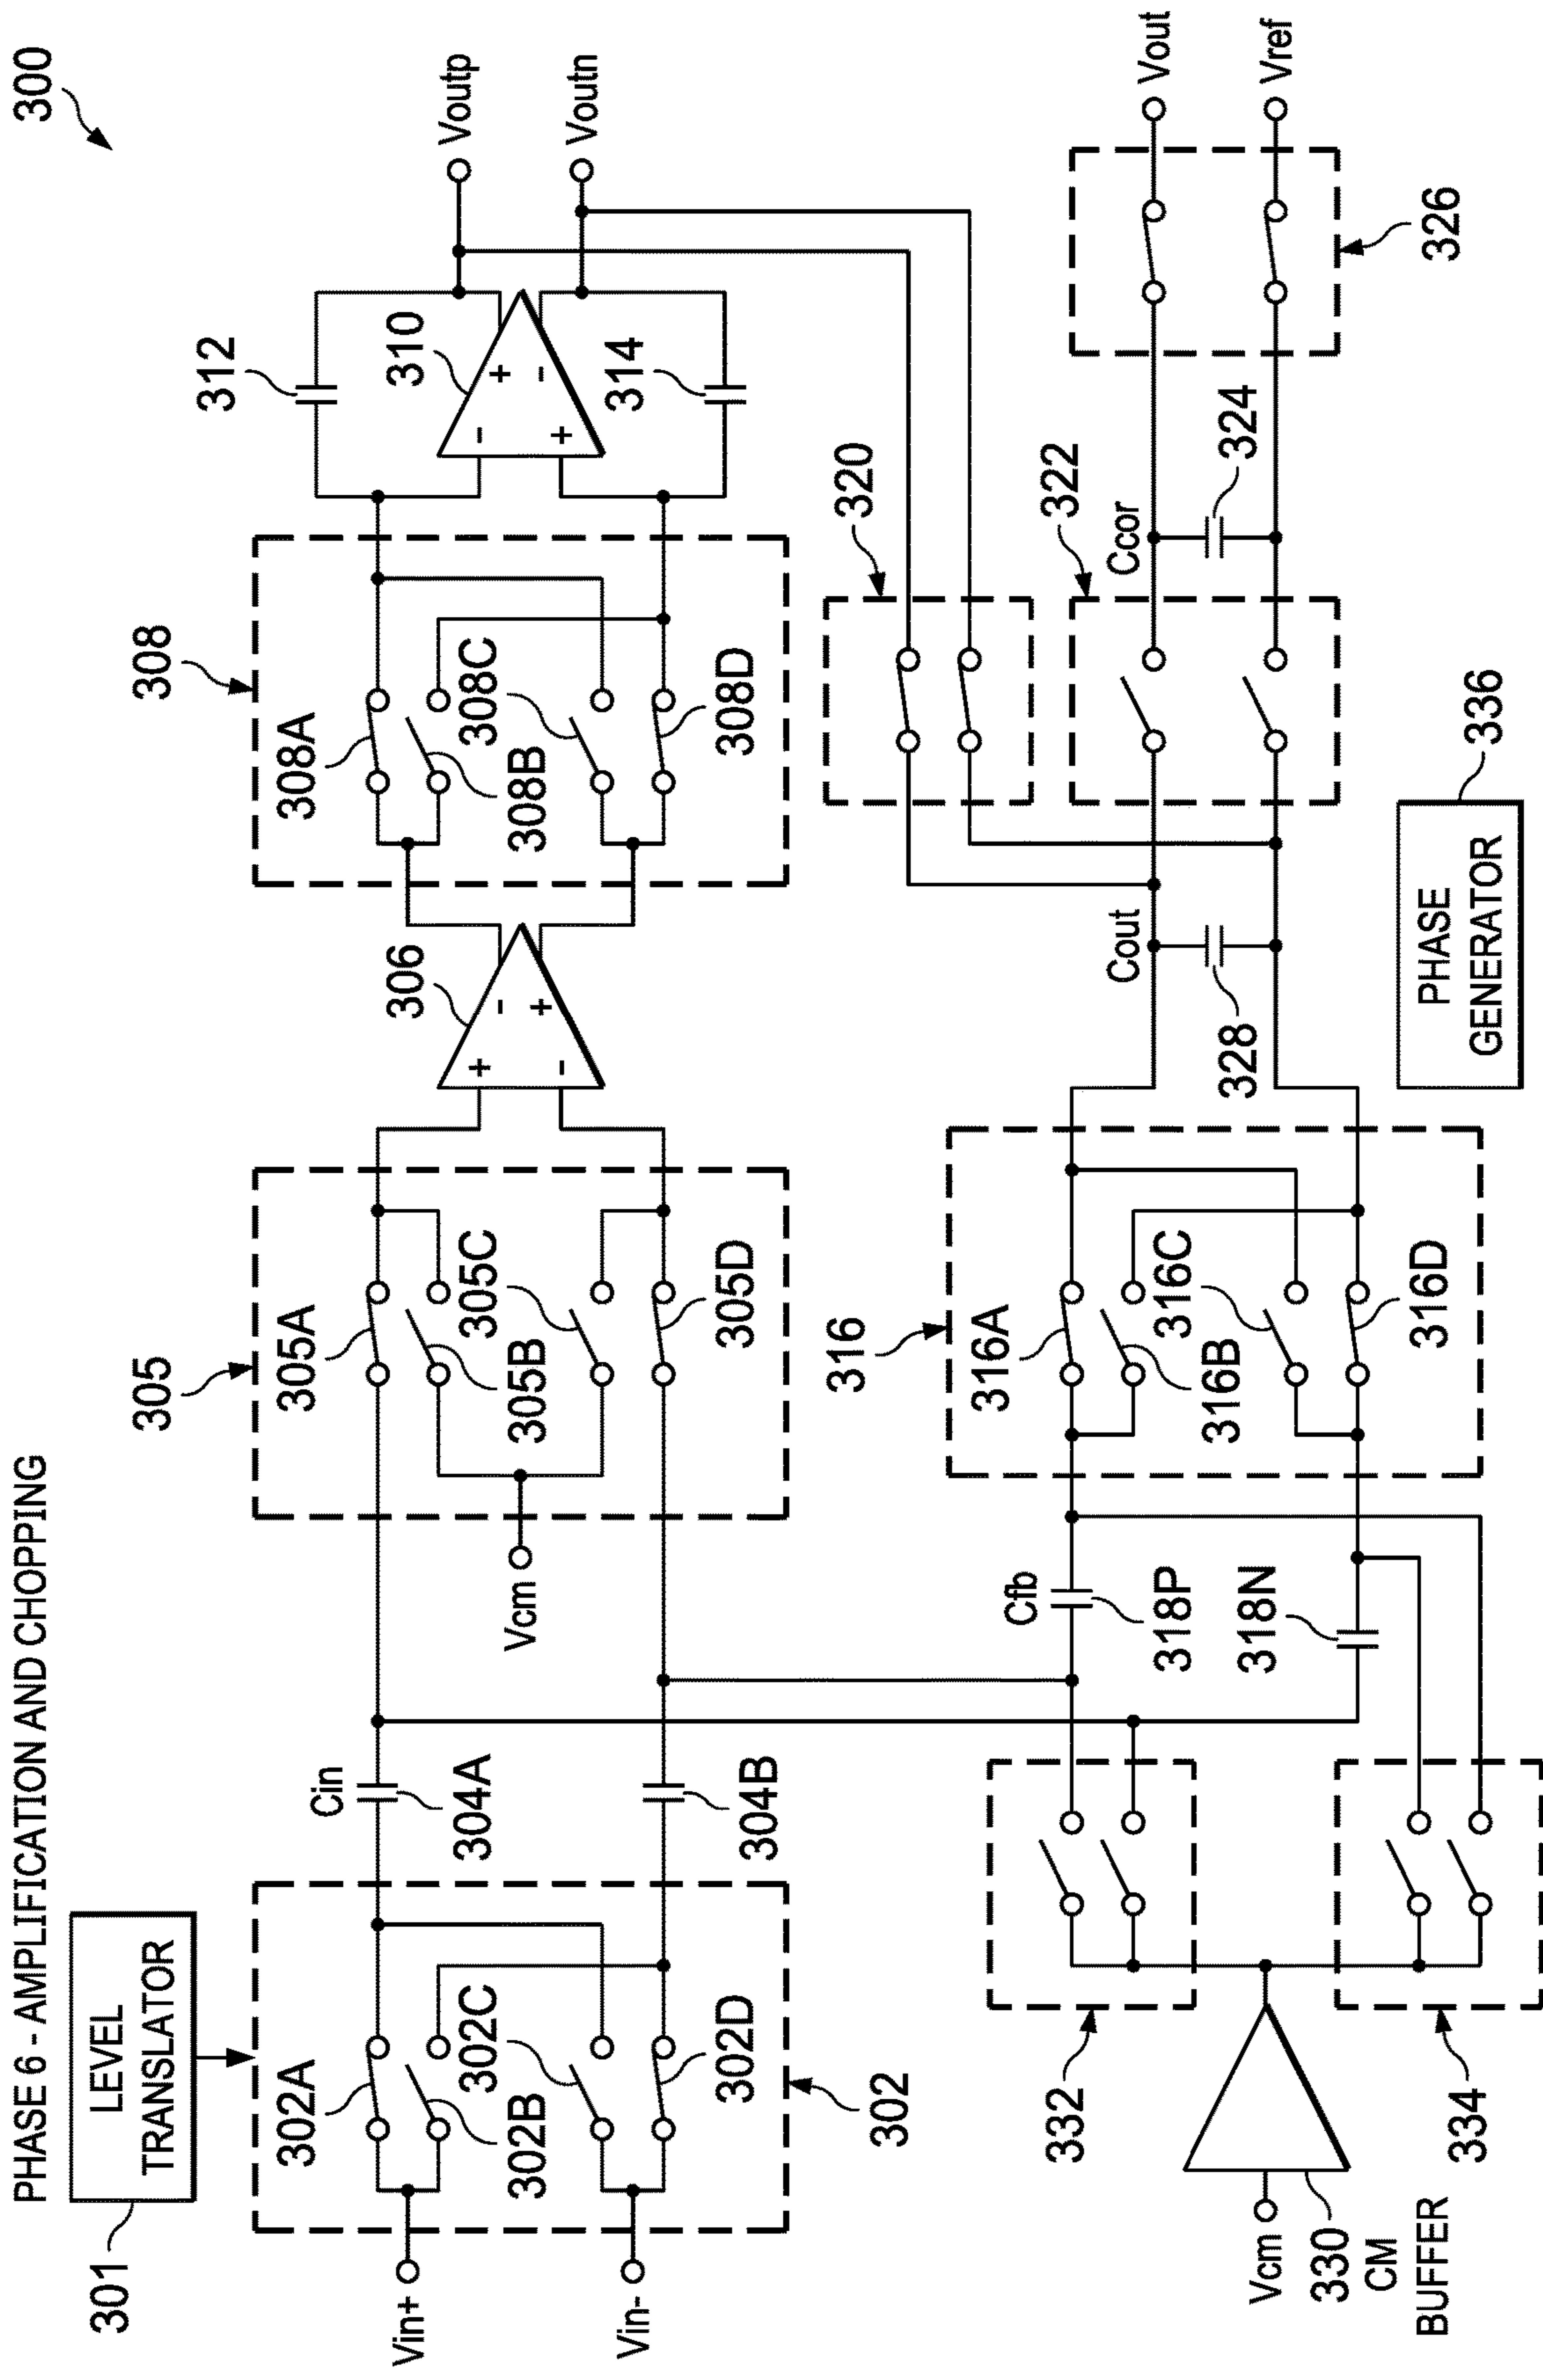 PHASE 6 - AMPLIFICATION AND CHOPPING
300
301
LEVEL
TRANSLATOR
302
302A
302B
302C
302D
Vin+
Vin-
Cin
304A
304B
305
305A
305B
305C
305D
Vcm
306
+
-
-
+
308
308A
308B
308C
308D
310
-
+
+
-
312
314
Voutp
Voutn
316
316A
316B
316C
316D
Cfb
318P
318N
320
322
Ccor
324
326
Vout
Vref
Cout
328
Vcm
330
CM
BUFFER
332
334
336
PHASE
GENERATOR